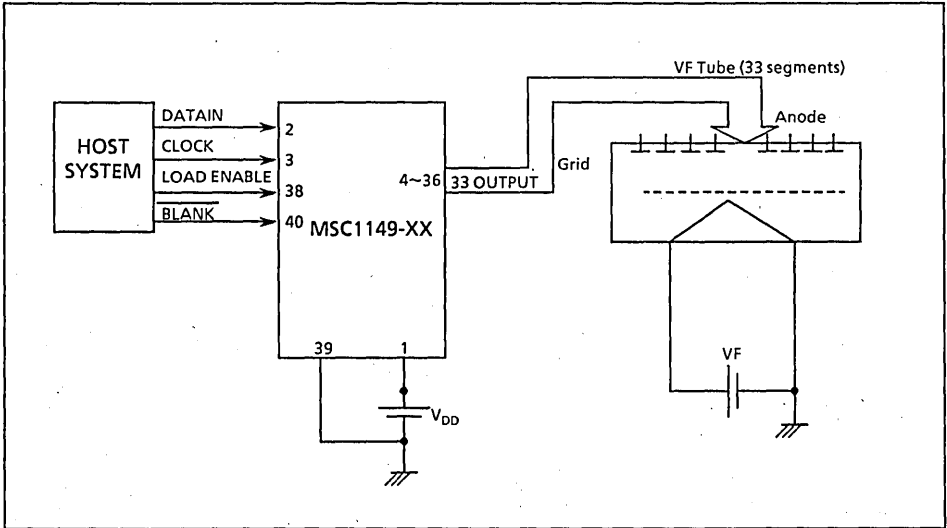 VF Tube (33 segments)
Anode
Grid
HOST
SYSTEM
DATAIN
CLOCK
LOAD ENABLE
BLANK
2
3
38
40
4~36
33 OUTPUT
MSC1149-XX
39
1
VDD
VF